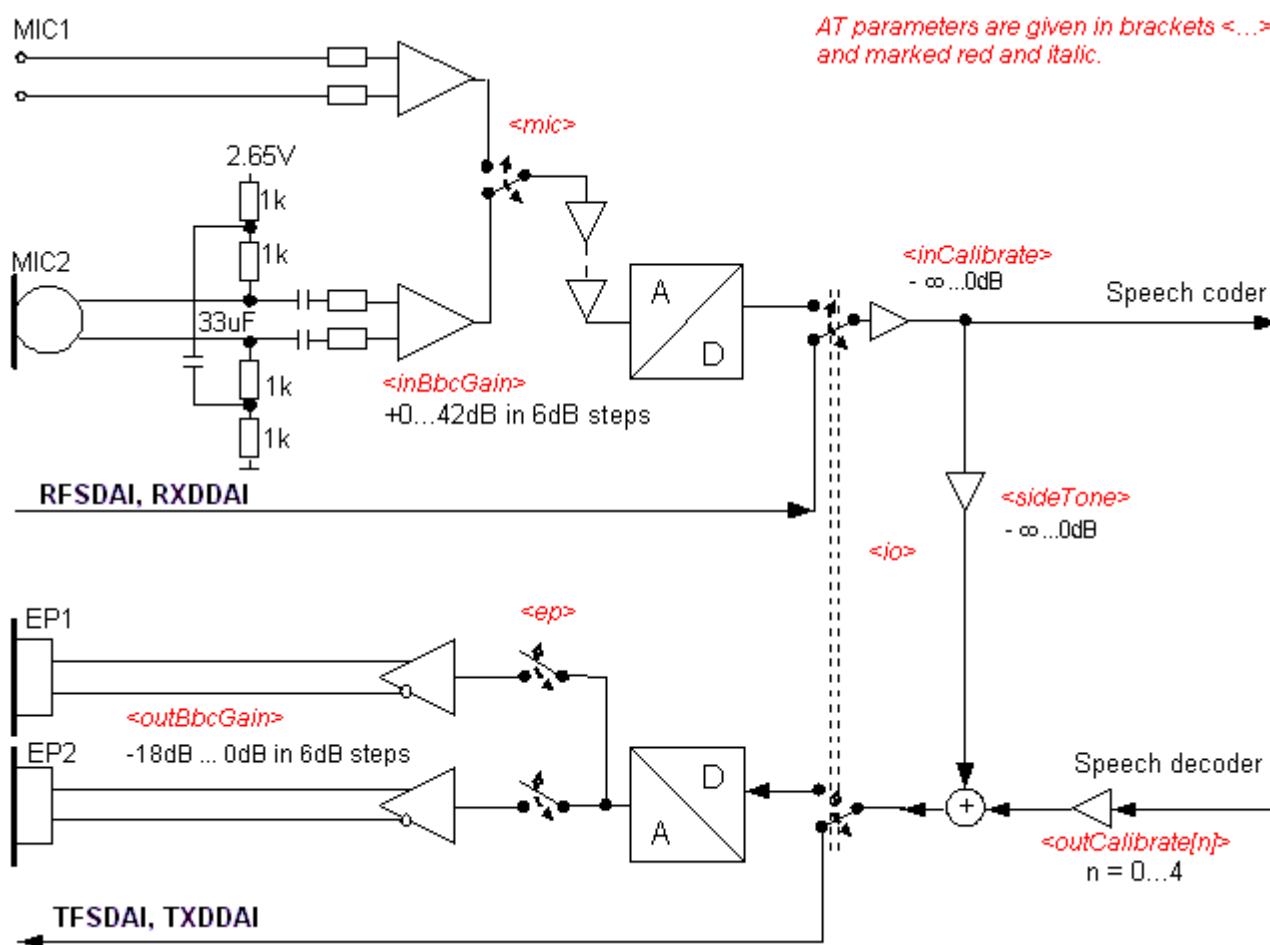 MIC1
AT parameters are given in brackets <...>
and marked red and italic.
<mic>
2.65V
1k
1k
MIC2
33uF
1k
1k
<inBbcGain>
+0...42dB in 6dB steps
A
D
<inCalibrate>
- ∞...0dB
Speech coder
RFSDAI, RXDDAI
<sideTone>
- ∞...0dB
<io>
EP1
<ep>
<outBbcGain>
-18dB ... 0dB in 6dB steps
EP2
D
A
Speech decoder
+
<outCalibrate[n]>
n = 0...4
TFSDAI, TXDDAI